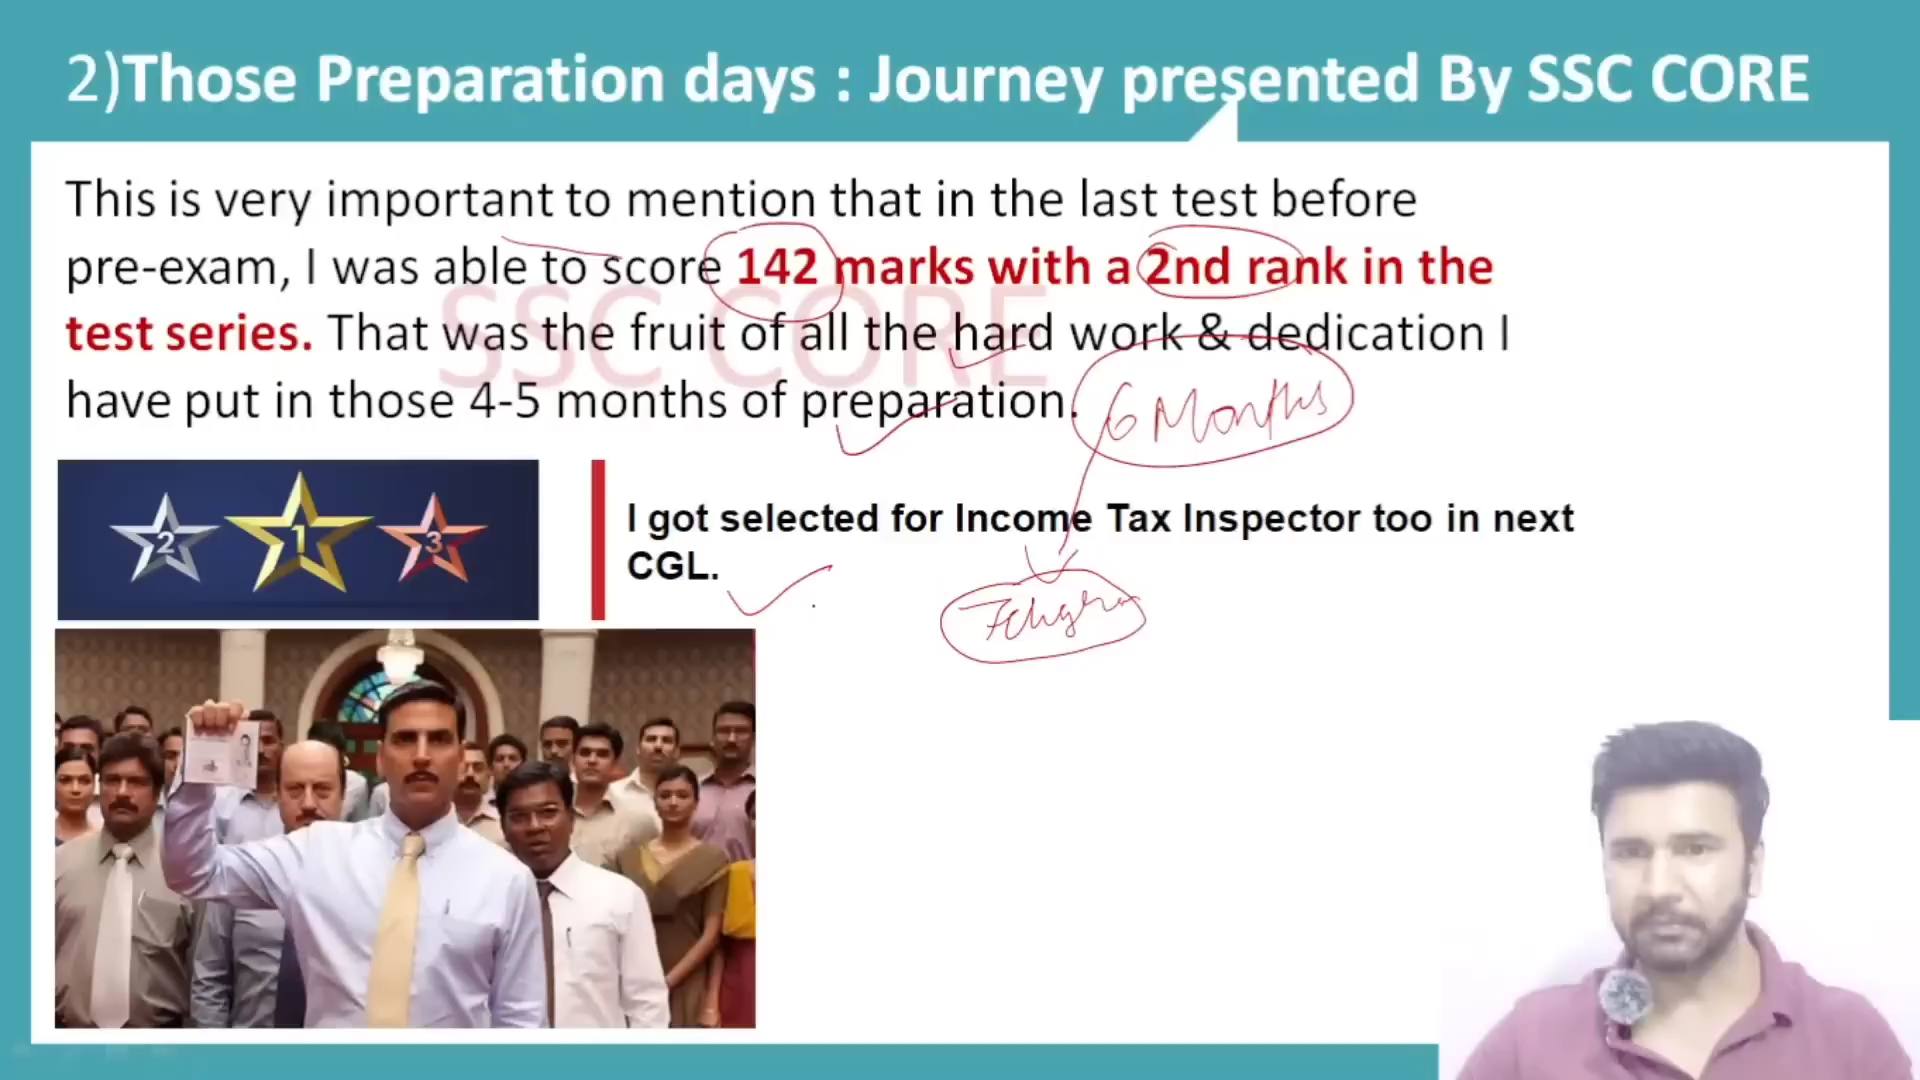 2)Those Preparation days : Journey presented By SSC CORE
This is very important to mention that in the last test before
pre-exam, I was able to score 142 marks with a 2nd rank in the
test series. That was the fruit of all the hard work & dedication I
have put in those 4-5 months of preparation.
6 Months
SSC CORE
2 1 3
I got selected for Income Tax Inspector too in next
CGL.